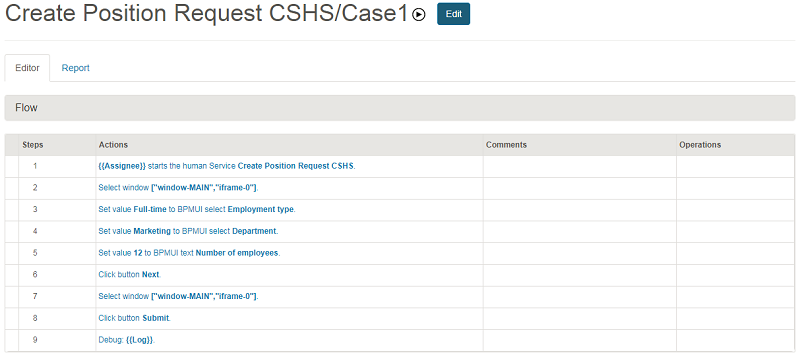 Create Position Request CSHS/Case1 Edit
Editor Report
Flow
Steps Actions Comments Operations
1 {{Assignee}} starts the human Service Create Position Request CSHS.
2 Select window ["window-MAIN","iframe-0"].
3 Set value Full-time to BPMUI select Employment type.
4 Set value Marketing to BPMUI select Department.
5 Set value 12 to BPMUI text Number of employees.
6 Click button Next.
7 Select window ["window-MAIN","iframe-0"].
8 Click button Submit.
9 Debug: {{Log}}.